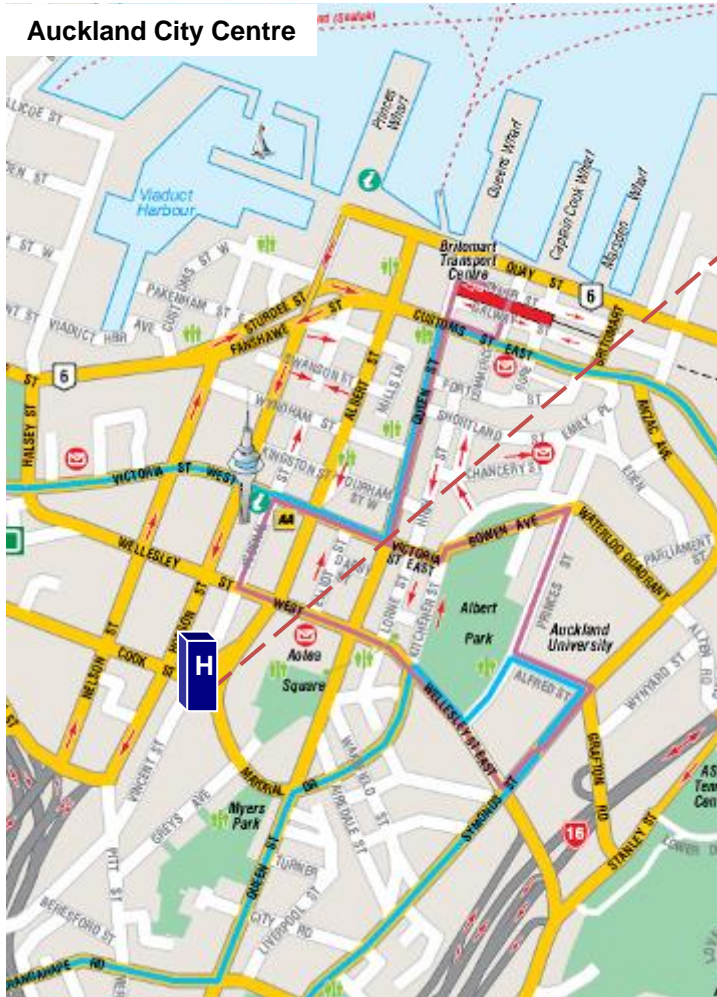 Auckland City Centre
Princes
Wharf
Queens Wharf
Captain Cook Wharf
Marsden Wharf
Viaduct
Harbour
Britomart
Transport
Centre
QUAY ST
6
PAKENHAM ST E
VIADUCT HBR AVE
STURDEE ST
FANSHAWE ST
CUSTOMS ST EAST
BRITOMART
6
HALSEY ST
SWANSON ST
ALBERT ST
MILLS LN
QUEEN ST
FORT
WYNDHAM ST
SHORTLAND ST
EMILY PL
ANZAC AVE
CHANCERY ST
EDEN
KINGSTON ST
DURHAM
ST W
VICTORIA ST WEST
AA
VICTORIA
ST EAST
BOWEN AVE
WATERLOO QUADRANT
PARLIAMENT
WELLESLEY
ST
WEST
DARBY
LORNE ST
KITCHENER ST
Albert
Park
PRINCES ST
Auckland
University
WYNYARD ST
ALFRED ST
COOK
H
NELSON ST
Aotea
Square
WELLESLEY ST EAST
GRAFTON
RD
SYMONDS ST
STANLEY ST
16
VINCENT ST
MAYORAL DR
GREYS AVE
Myers
Park
WAKEFIELD ST
AIREDALE ST
PITT ST
QUEEN ST
TURNER
BERESFORD ST
CITY RD
LIVERPOOL ST